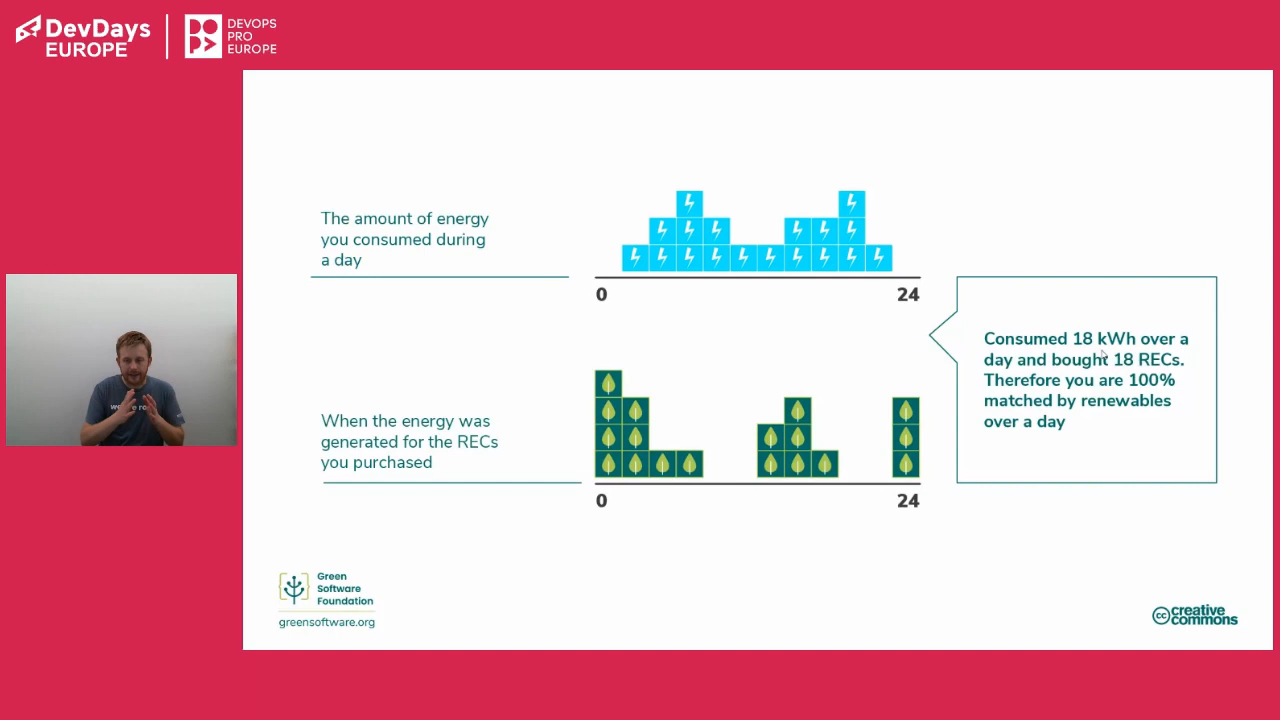 DevDays
EUROPE
DEVOPS
PRO
EUROPE
The amount of energy
you consumed during
a day
0
24
Consumed 18 kWh over a
day and bought 18 RECs.
Therefore you are 100%
matched by renewables
over a day
When the energy was
generated for the RECs
you purchased
0
24
Green
Software
Foundation
greensoftware.org
cc creative
commons